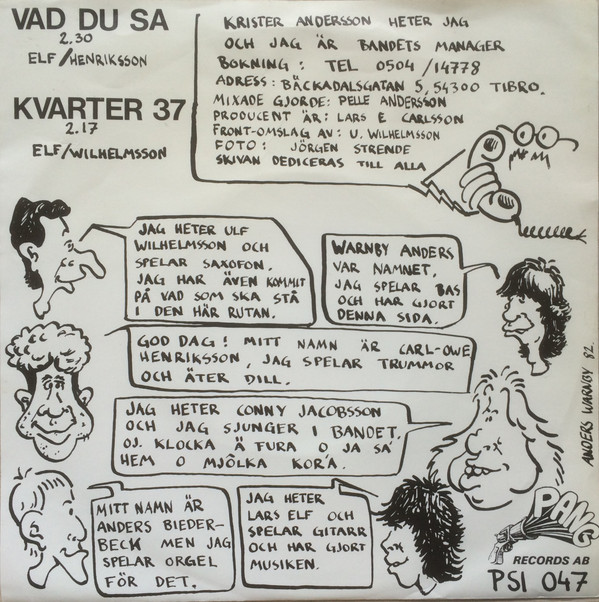 VAD DU SA
2.30
ELF/HENRIKSSON
KVARTER 37
2.17
ELF/WILHELMSSON
KRISTER ANDERSSON HETER JAG
OCH JAG ÄR BANDETS MANAGER
BOKNING: TEL 0504/14778
ADRESS: BÄCKADALSGATAN 5, 54300 TIBRO.
MIXADE GJORDE: PELLE ANDERSSON
PRODUCENT ÄR: LARS E CARLSSON
FRONT-OMSLAG AV: U. WILHELMSSON
FOTO: JÖRGEN STRENDE
SKIVAN DEDICERAS TILL ALLA
JAG HETER ULF
WILHELMSSON OCH
SPELAR SAXOFON.
JAG HAR ÄVEN KOMMIT
PÅ VAD SOM SKA STÅ
I DEN HÄR RUTAN.
WARNBY ANDERS
VAR NAMNET,
JAG SPELAR BAS
OCH HAR GJORT
DENNA SIDA.
GOD DAG! MITT NAMN ÄR CARL-OWE
HENRIKSSON, JAG SPELAR TRUMMOR
OCH ÄTER DILL.
JAG HETER CONNY JACOBSSON
OCH JAG SJUNGER I BANDET.
OJ. KLOCKA Ä FURA O JA SA'
HEM O MJÖLKA KOR'A.
MITT NAMN ÄR
ANDERS BIEDER-
BECK MEN JAG
SPELAR ORGEL
FÖR DET.
JAG HETER
LARS ELF OCH
SPELAR GITARR
OCH HAR GJORT
MUSIKEN.
ANDERS WARNBY 82.
PANG
RECORDS AB
PSI 047